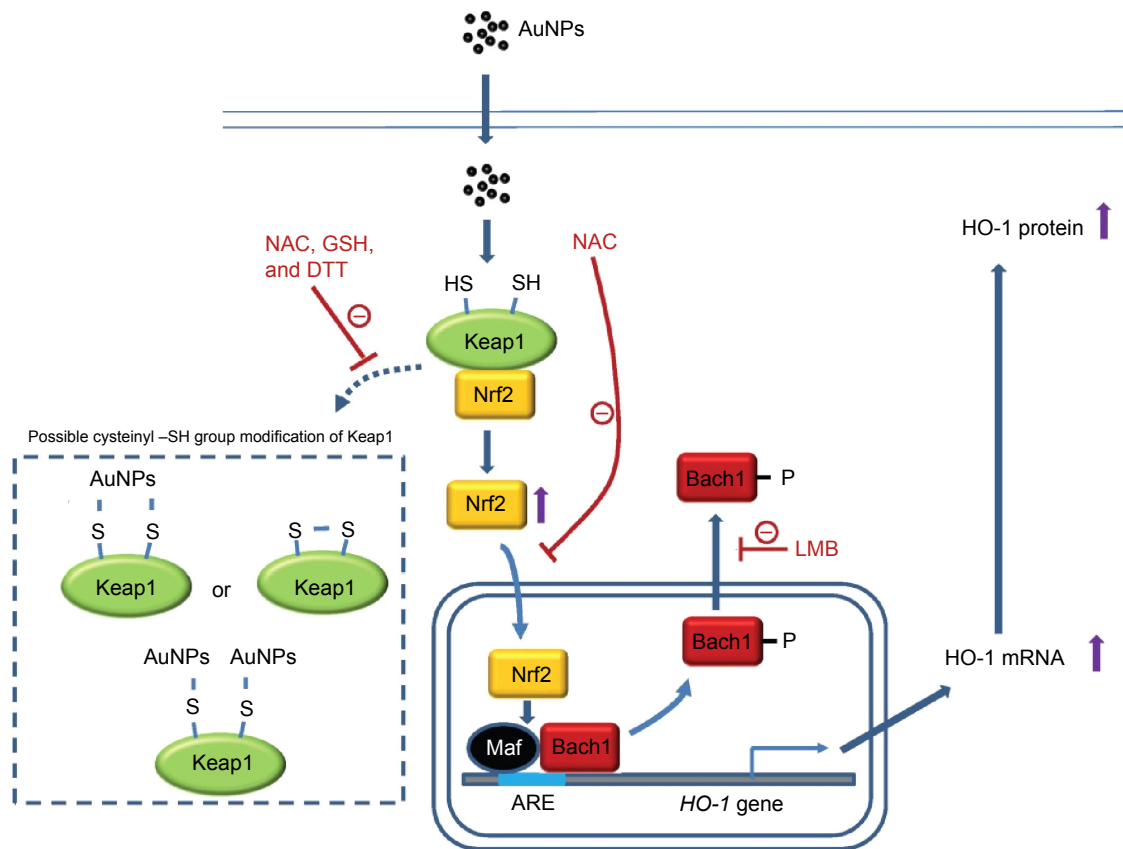 AuNPs
NAC, GSH,
and DTT
NAC
HO-1 protein
HS
SH
Keap1
Nrf2
Possible cysteinyl –SH group modification of Keap1
AuNPs
S
S
Keap1
or
S
S
Keap1
AuNPs
AuNPs
S
S
Keap1
Nrf2
Bach1
P
LMB
Bach1
P
Nrf2
HO-1 mRNA
Maf
Bach1
ARE
HO-1 gene